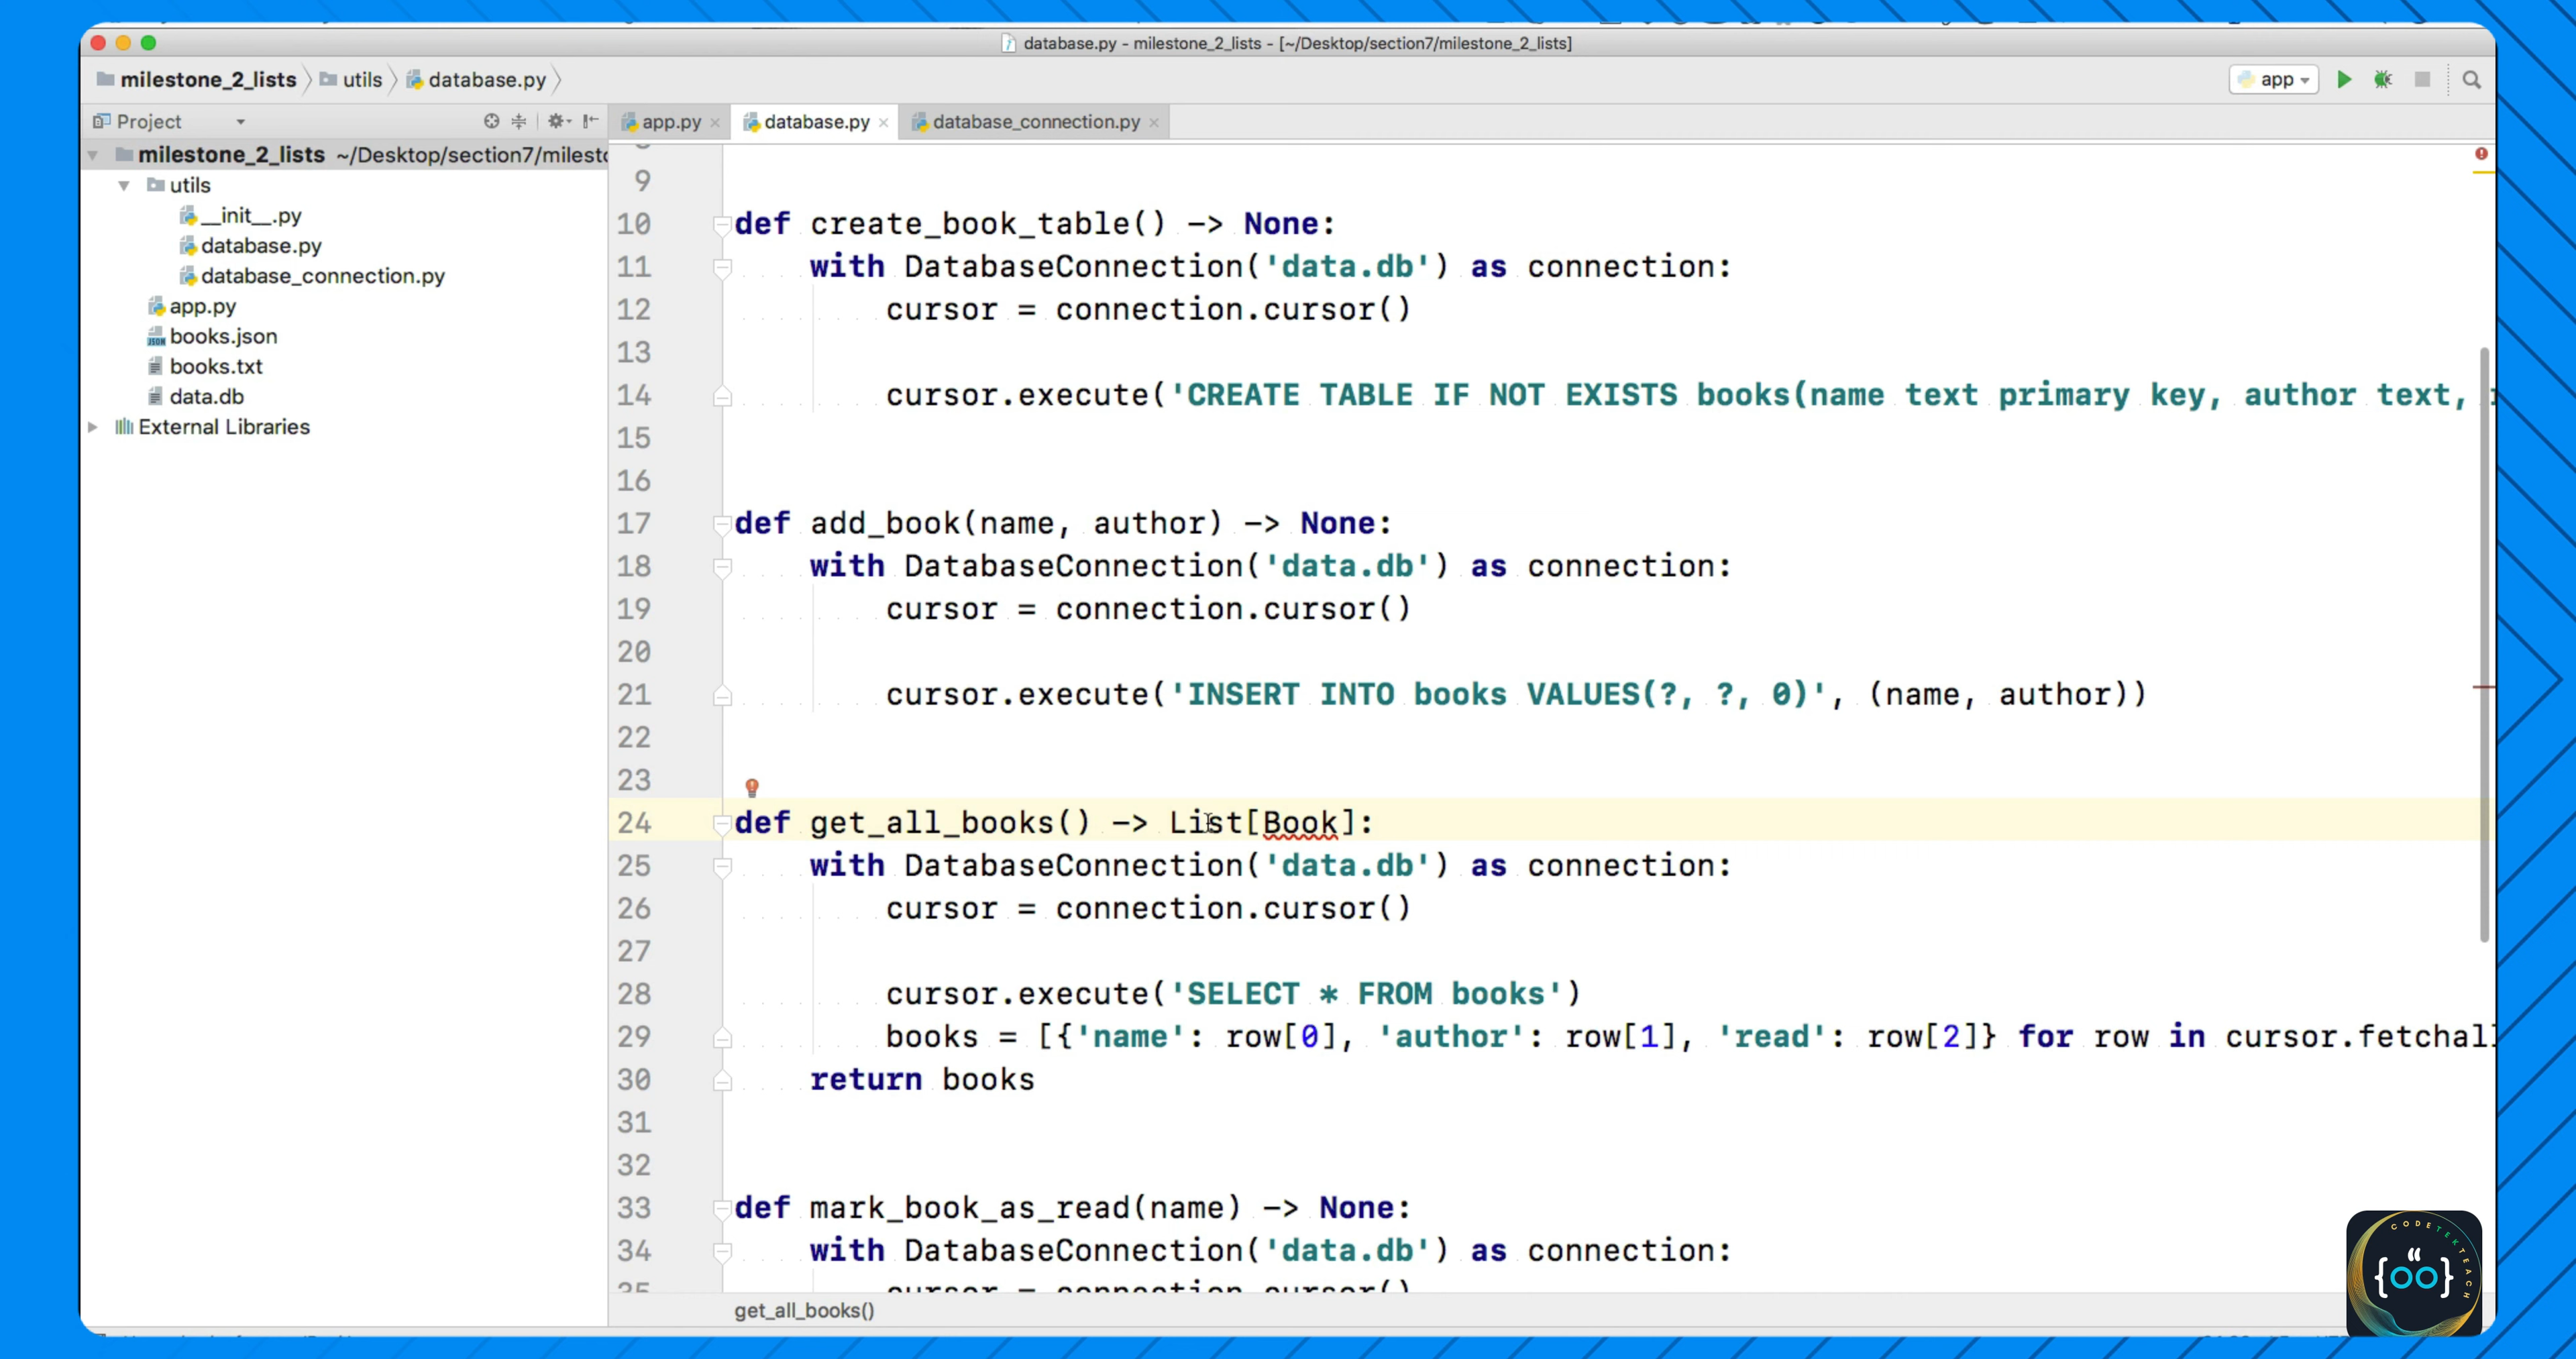 database.py - milestone_2_lists - [~/Desktop/section7/milestone_2_lists]
milestone_2_lists utils database.py
app
Project
app.py
database.py
database_connection.py
milestone_2_lists ~/Desktop/section7/milest
utils
__init__.py
database.py
database_connection.py
app.py
books.json
books.txt
data.db
External Libraries
9
10 def create_book_table() -> None:
11 with DatabaseConnection('data.db') as connection:
12 cursor = connection.cursor()
13
14 cursor.execute('CREATE TABLE IF NOT EXISTS books(name text primary key, author text,
15
16
17 def add_book(name, author) -> None:
18 with DatabaseConnection('data.db') as connection:
19 cursor = connection.cursor()
20
21 cursor.execute('INSERT INTO books VALUES(?, ?, 0)', (name, author))
22
23
24 def get_all_books() -> List[Book]:
25 with DatabaseConnection('data.db') as connection:
26 cursor = connection.cursor()
27
28 cursor.execute('SELECT * FROM books')
29 books = [{'name': row[0], 'author': row[1], 'read': row[2]} for row in cursor.fetchal
30 return books
31
32
33 def mark_book_as_read(name) -> None:
34 with DatabaseConnection('data.db') as connection:
35 cursor = connection.cursor()
get_all_books()
CODETEKTEACH